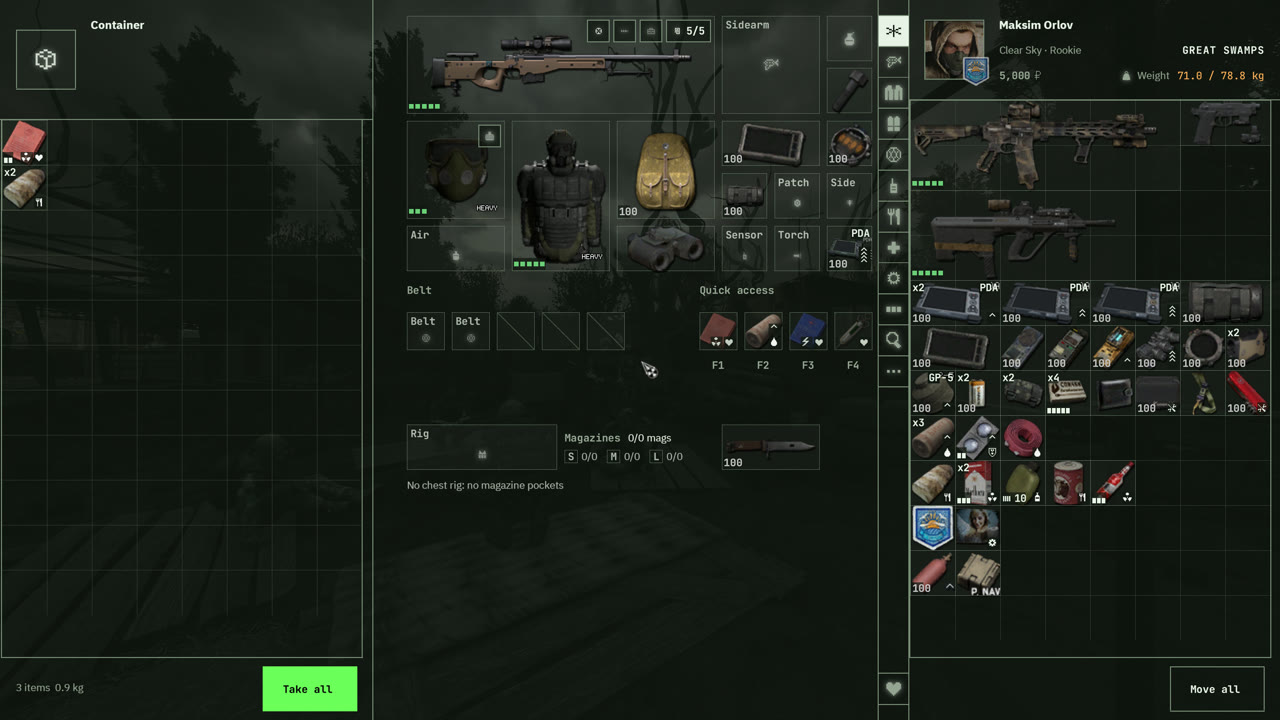 Container
x2
3 items 0.9 kg
Take all
5/5
Sidearm
HEAVY
HEAVY
100
100
100
100
Patch
Side
Air
Sensor
Torch
PDA
100
Belt
Quick access
Belt
Belt
F1
F2
F3
F4
Rig
Magazines 0/0 mags
S 0/0 M 0/0 L 0/0
100
No chest rig: no magazine pockets
Maksim Orlov
Clear Sky · Rookie
GREAT SWAMPS
5,000 ₽
Weight 71.0 / 78.8 kg
x2 PDA PDA PDA
100 100 100 100
x2
100 100 100 100 100 100 100
GP-5 x2 x2 x4
100 100 100 100 100
x3
x2
10
100
P. NAV
Move all